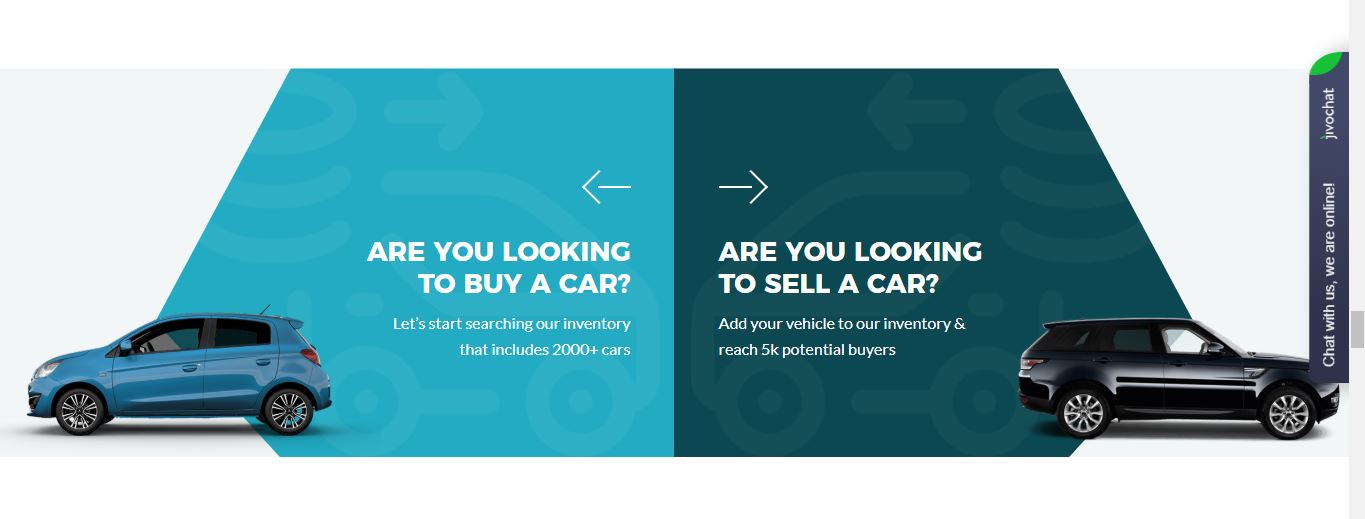 ARE YOU LOOKING
TO BUY A CAR?
Let's start searching our inventory
that includes 2000+ cars
ARE YOU LOOKING
TO SELL A CAR?
Add your vehicle to our inventory &
reach 5k potential buyers
Chat with us, we are online!
jivochat